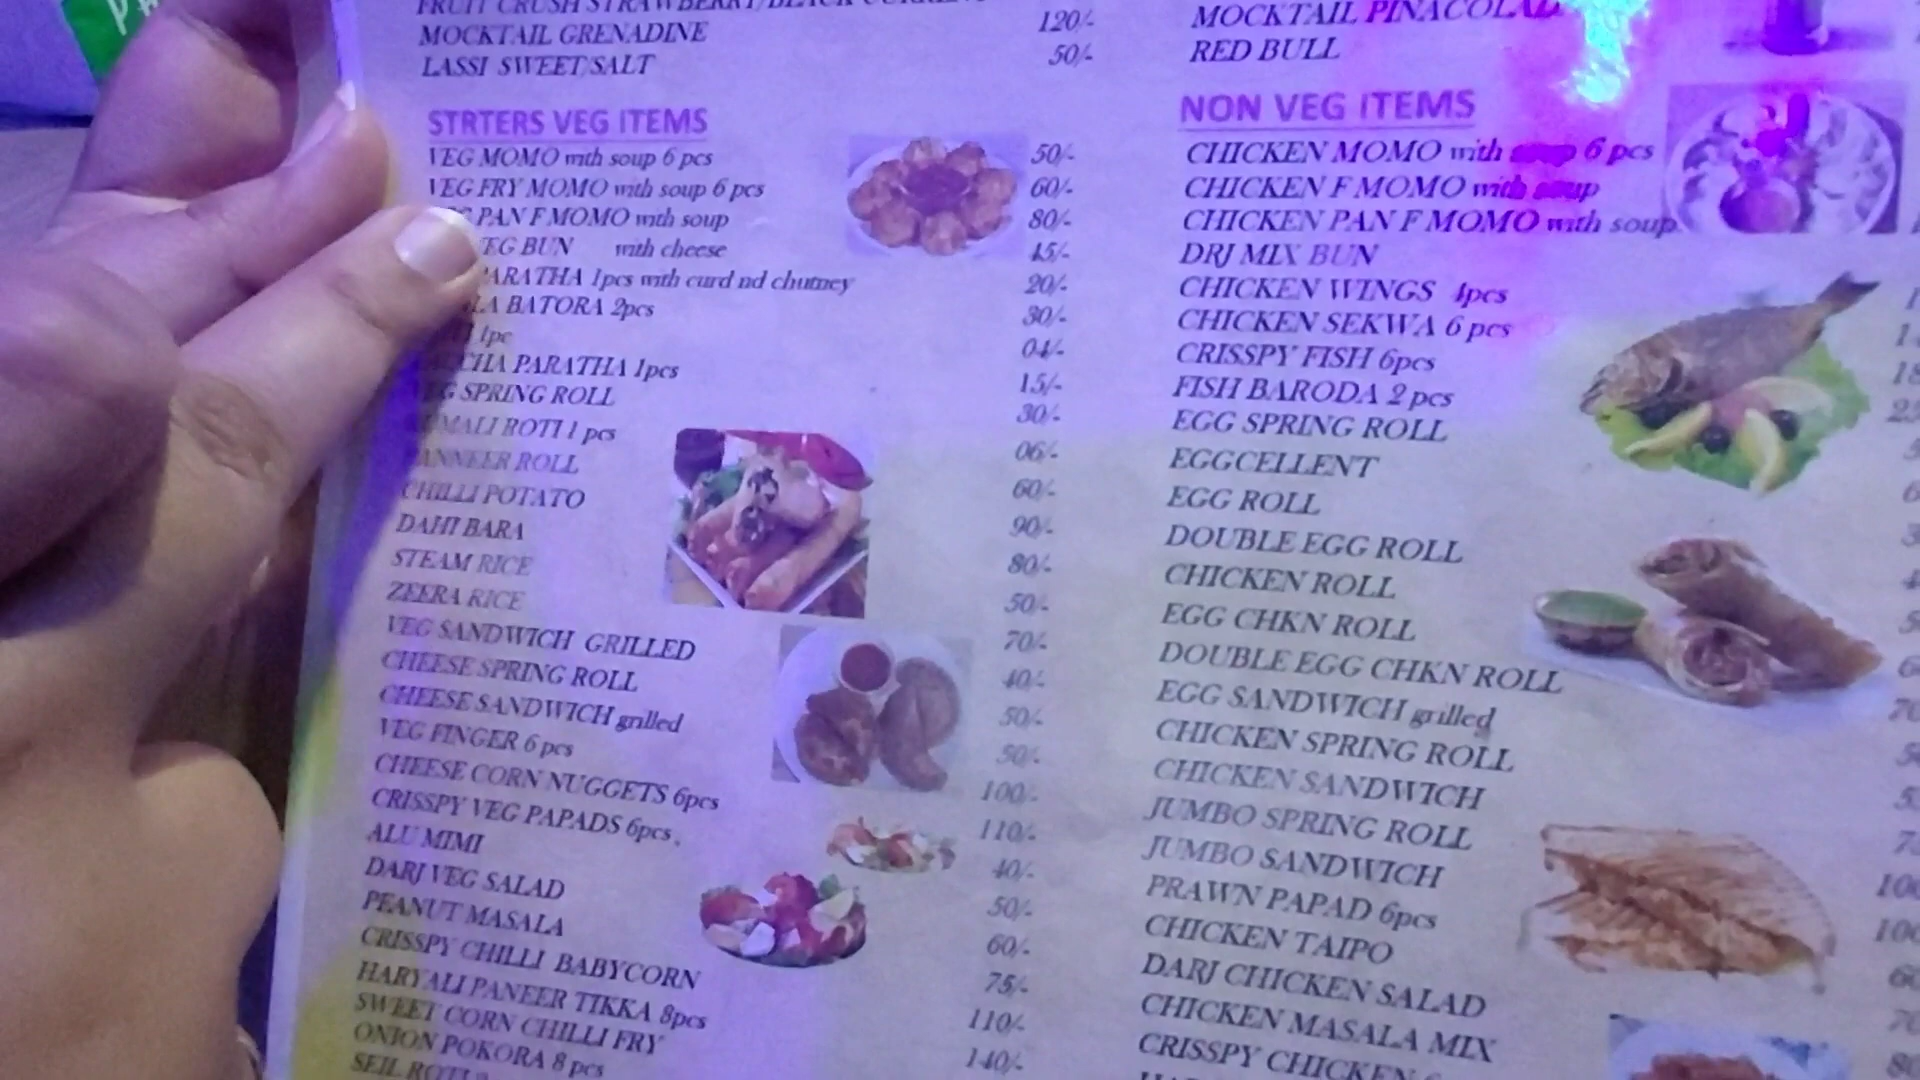 MOCKTAIL GRENADINE 120/-
LASSI SWEET/SALT 50/-
STRTERS VEG ITEMS
VEG MOMO with soup 6 pcs 50/-
VEG FRY MOMO with soup 6 pcs 60/-
PAN F MOMO with soup 80/-
BUN with cheese 45/-
PARATHA 1pcs with curd nd chutney 20/-
BATORA 2pcs 30/-
1pc 04/-
PARATHA 1pcs 15/-
SPRING ROLL 30/-
ROTI 1 pcs 06/-
ROLL 60/-
CHILLI POTATO 90/-
DAHI BARA 80/-
STEAM RICE 50/-
ZEERA RICE 70/-
VEG SANDWICH GRILLED 40/-
CHEESE SPRING ROLL 50/-
CHEESE SANDWICH grilled 50/-
VEG FINGER 6 pcs 100/-
CHEESE CORN NUGGETS 6pcs 110/-
CRISSPY VEG PAPADS 6pcs. 40/-
ALU MIMI 50/-
DARJ VEG SALAD 60/-
PEANUT MASALA 75/-
CRISSPY CHILLI BABYCORN 110/-
HARYALI PANEER TIKKA 8pcs 140/-
SWEET CORN CHILLI FRY
ONION POKORA 8 pcs
SEIL
MOCKTAIL PINACOLAD
RED BULL
NON VEG ITEMS
CHICKEN MOMO with soup 6 pcs
CHICKEN F MOMO with soup
CHICKEN PAN F MOMO with soup
DRJ MIX BUN
CHICKEN WINGS 4pcs
CHICKEN SEKWA 6 pcs
CRISSPY FISH 6pcs
FISH BARODA 2 pcs
EGG SPRING ROLL
EGGCELLENT
EGG ROLL
DOUBLE EGG ROLL
CHICKEN ROLL
EGG CHKN ROLL
DOUBLE EGG CHKN ROLL
EGG SANDWICH grilled
CHICKEN SPRING ROLL
CHICKEN SANDWICH
JUMBO SPRING ROLL
JUMBO SANDWICH
PRAWN PAPAD 6pcs
CHICKEN TAIPO
DARJ CHICKEN SALAD
CHICKEN MASALA MIX
CRISSPY CHICKEN